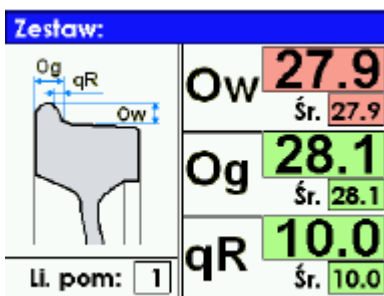 Zestaw:
Og
qR
Ow
Li. pom: 1
Ow 27.9
Śr. 27.9
Og 28.1
Śr. 28.1
qR 10.0
Śr. 10.0